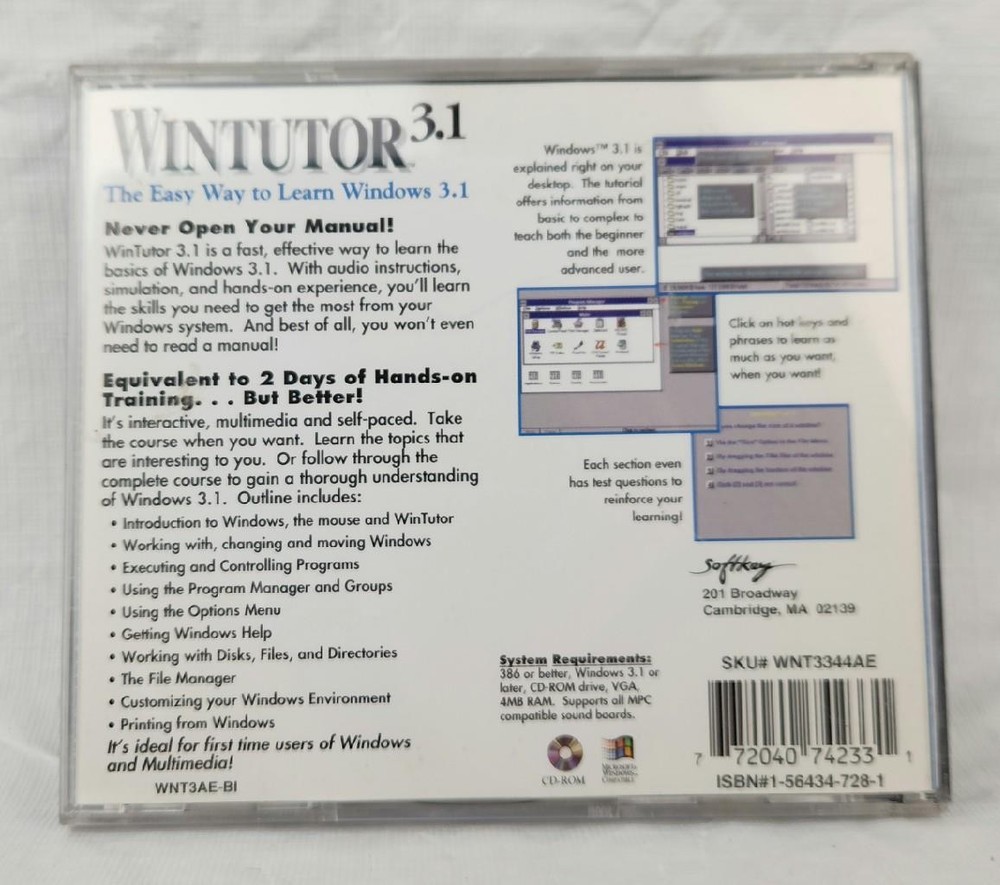 WINTUTOR 3.1
The Easy Way to Learn Windows 3.1
Never Open Your Manual!
WinTutor 3.1 is a fast, effective way to learn the
basics of Windows 3.1. With audio instructions,
simulation, and hands-on experience, you'll learn
the skills you need to get the most from your
Windows system. And best of all, you won't even
need to read a manual!
Equivalent to 2 Days of Hands-on
Training. . . But Better!
It's interactive, multimedia and self-paced. Take
the course when you want. Learn the topics that
are interesting to you. Or follow through the
complete course to gain a thorough understanding
of Windows 3.1. Outline includes:
• Introduction to Windows, the mouse and WinTutor
• Working with, changing and moving Windows
• Executing and Controlling Programs
• Using the Program Manager and Groups
• Using the Options Menu
• Getting Windows Help
• Working with Disks, Files, and Directories
• The File Manager
• Customizing your Windows Environment
• Printing from Windows
It's ideal for first time users of Windows
and Multimedia!
WNT3AE-BI
Windows™ 3.1 is
explained right on your
desktop. The tutorial
offers information from
basic to complex to
teach both the beginner
and the more
advanced user.
Program Manager
Click on hot keys and
phrases to learn as
much as you want,
when you want!
Each section even
has test questions to
reinforce your
learning!
Softkey
201 Broadway
Cambridge, MA 02139
System Requirements:
386 or better, Windows 3.1 or
later, CD-ROM drive, VGA,
4MB RAM. Supports all MPC
compatible sound boards.
CD-ROM
MICROSOFT
WINDOWS
COMPATIBLE
SKU# WNT3344AE
7 72040 74233 1
ISBN#1-56434-728-1